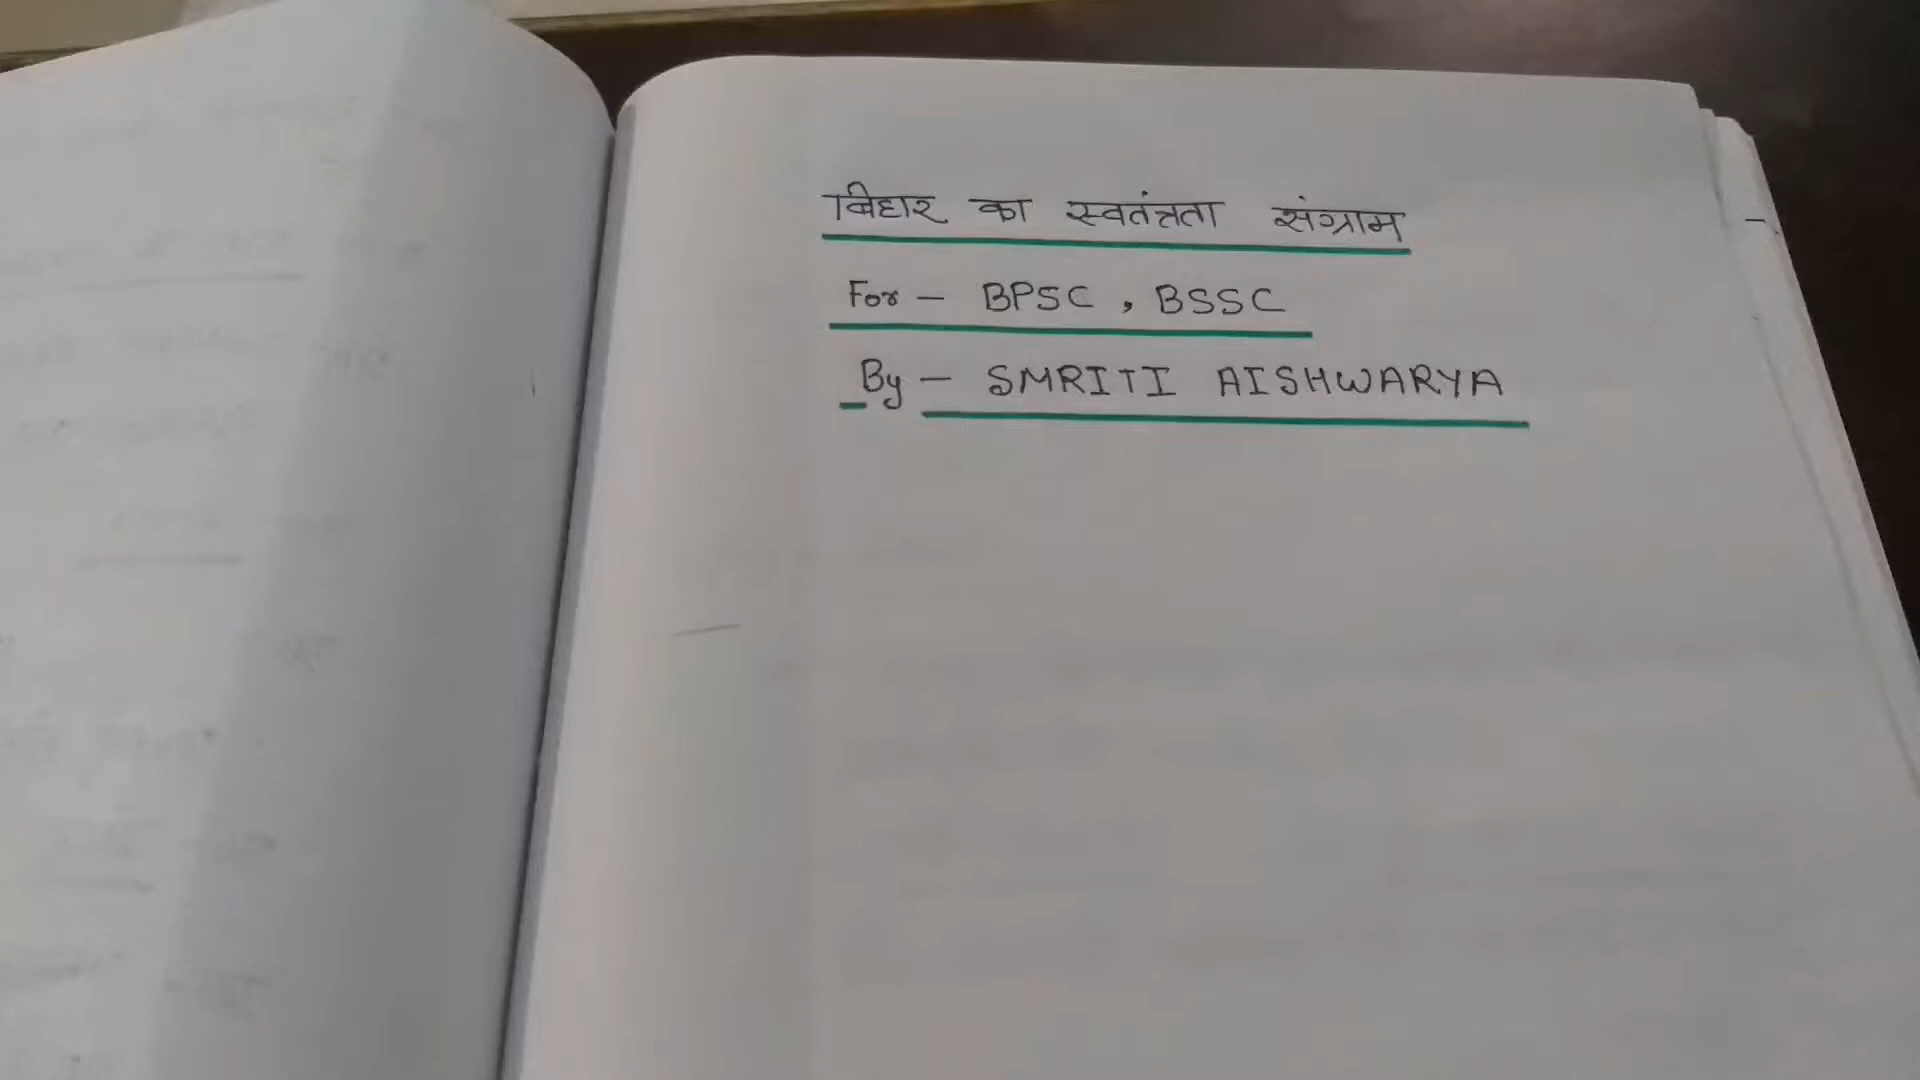 बिहार का स्वतंत्रता संग्राम
For - BPSC, BSSC
By - SMRITI AISHWARYA